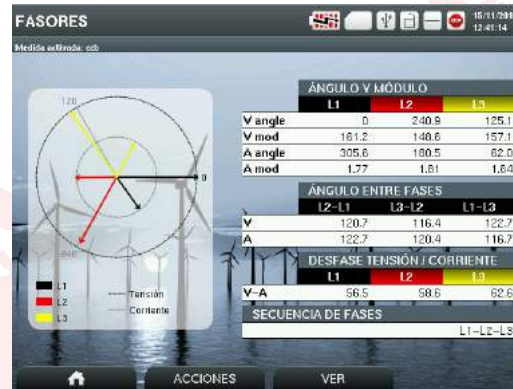 FASORES
12:41:14
Medida activada: ccb
120
0
240
L1
L2
L3
Tensión
Corriente
ÁNGULO Y MÓDULO
L1 L2 L3
V angle 0 240.9 125.1
V mod 161.2 148.6 157.1
A angle 305.6 180.5 62.0
A mod 1.77 1.81 1.64
ÁNGULO ENTRE FASES
L2-L1 L3-L2 L1-L3
V 120.7 116.4 122.7
A 122.7 120.4 116.7
DESFASE TENSIÓN / CORRIENTE
L1 L2 L3
V-A 56.5 58.6 62.6
SECUENCIA DE FASES
L1-L2-L3
ACCIONES VER